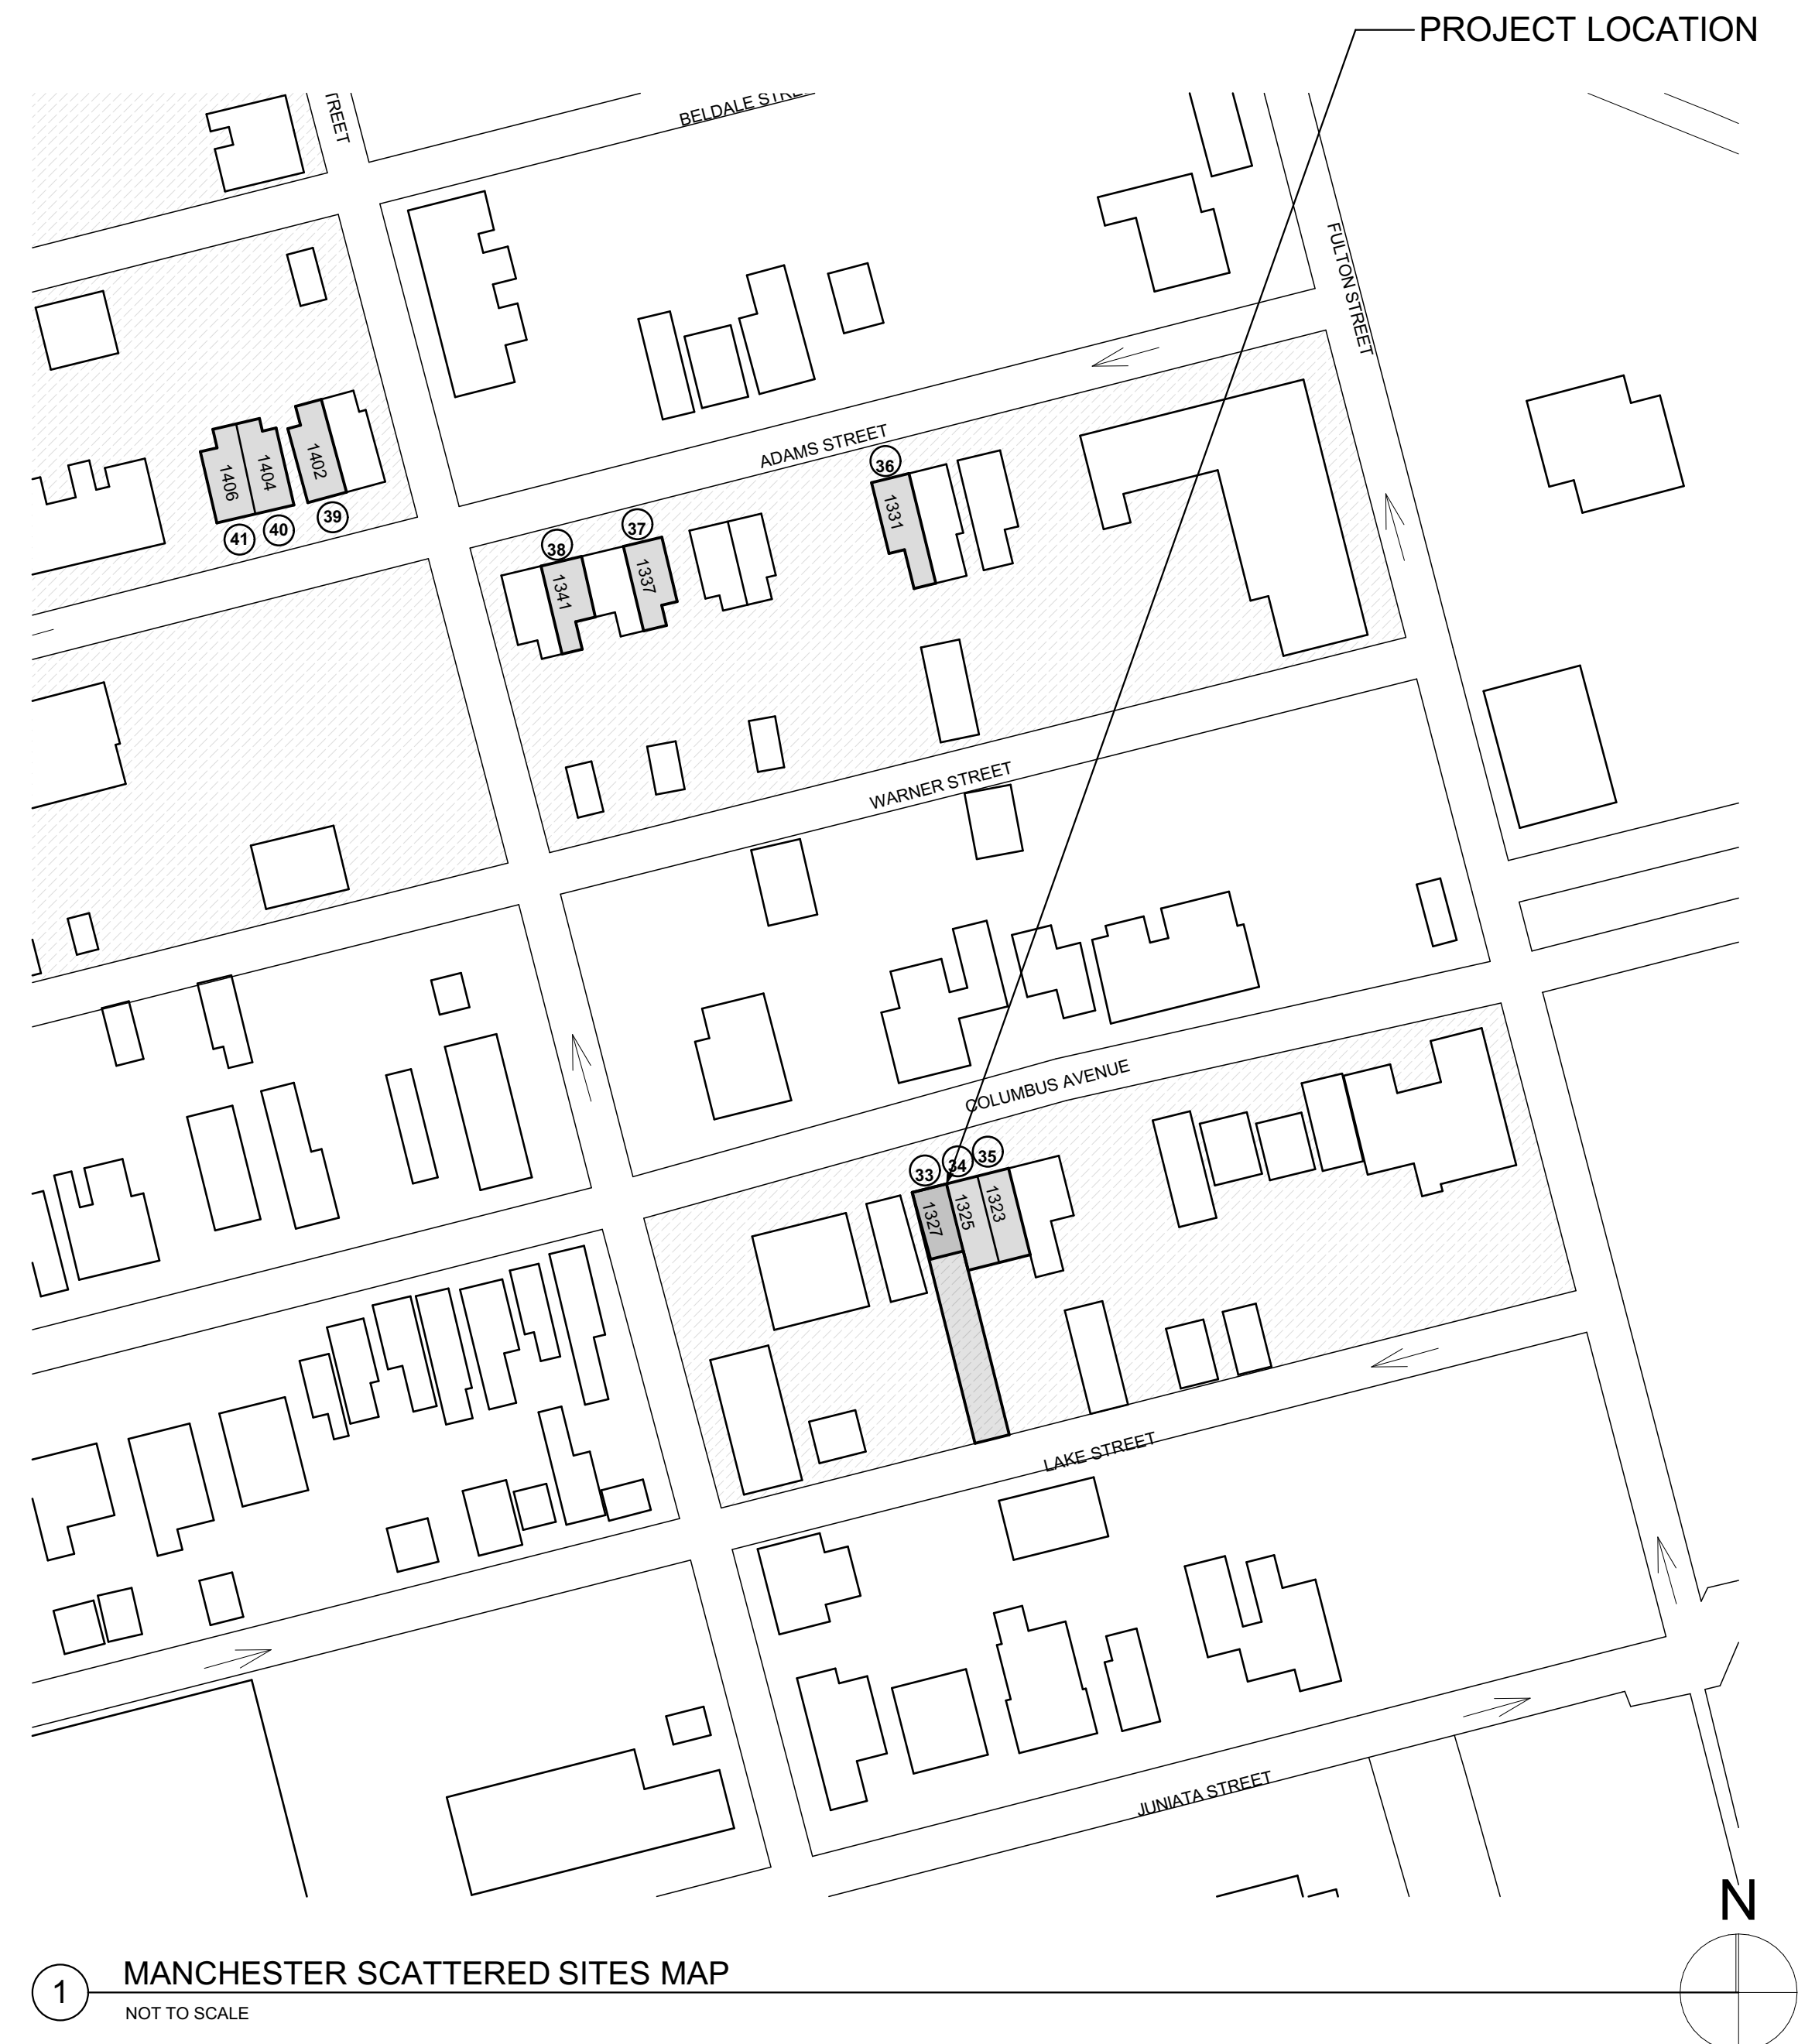 PROJECT LOCATION
TREET
BELDALE
FULTON STREET
ADAMS STREET
36
1331
1402
1404
1406
39
40
41
37
38
1337
1341
WARNER STREET
COLUMBUS AVENUE
33
34
35
1327
1325
1323
LAKE STREET
JUNIATA STREET
N
1
MANCHESTER SCATTERED SITES MAP
NOT TO SCALE